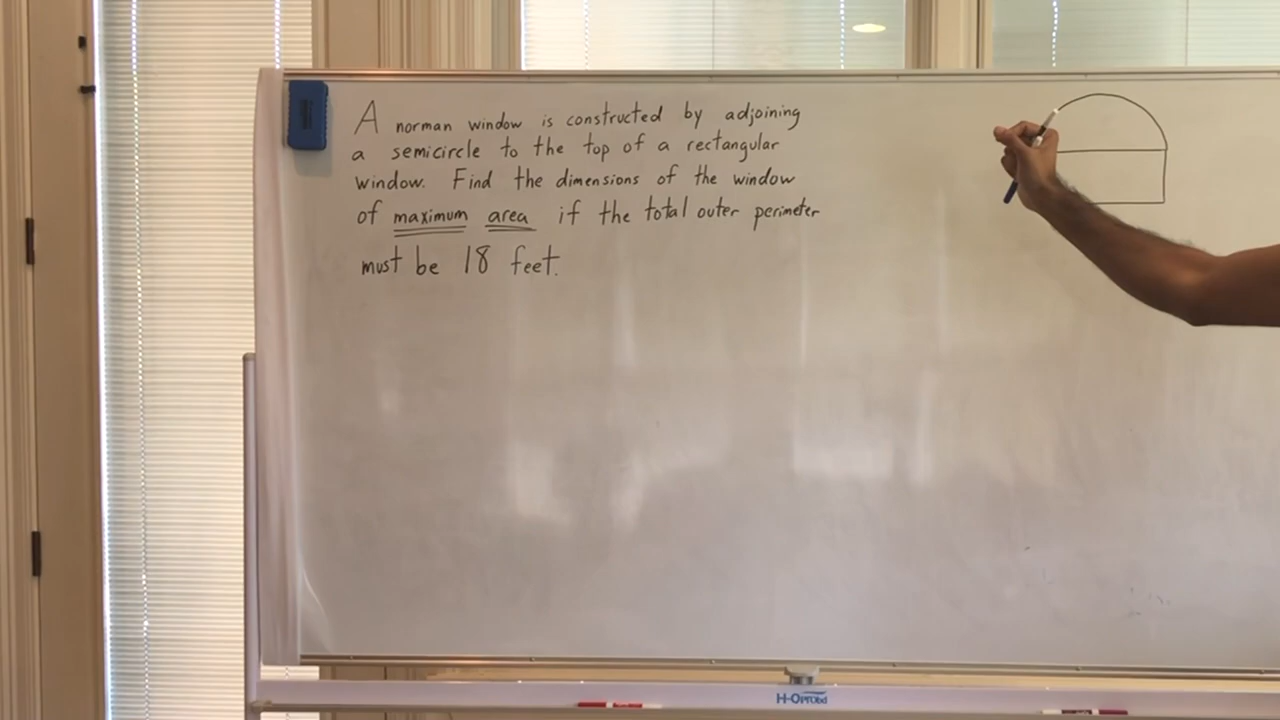 A norman window is constructed by adjoining
a semicircle to the top of a rectangular
window. Find the dimensions of the window
of maximum area if the total outer perimeter
must be 18 feet.